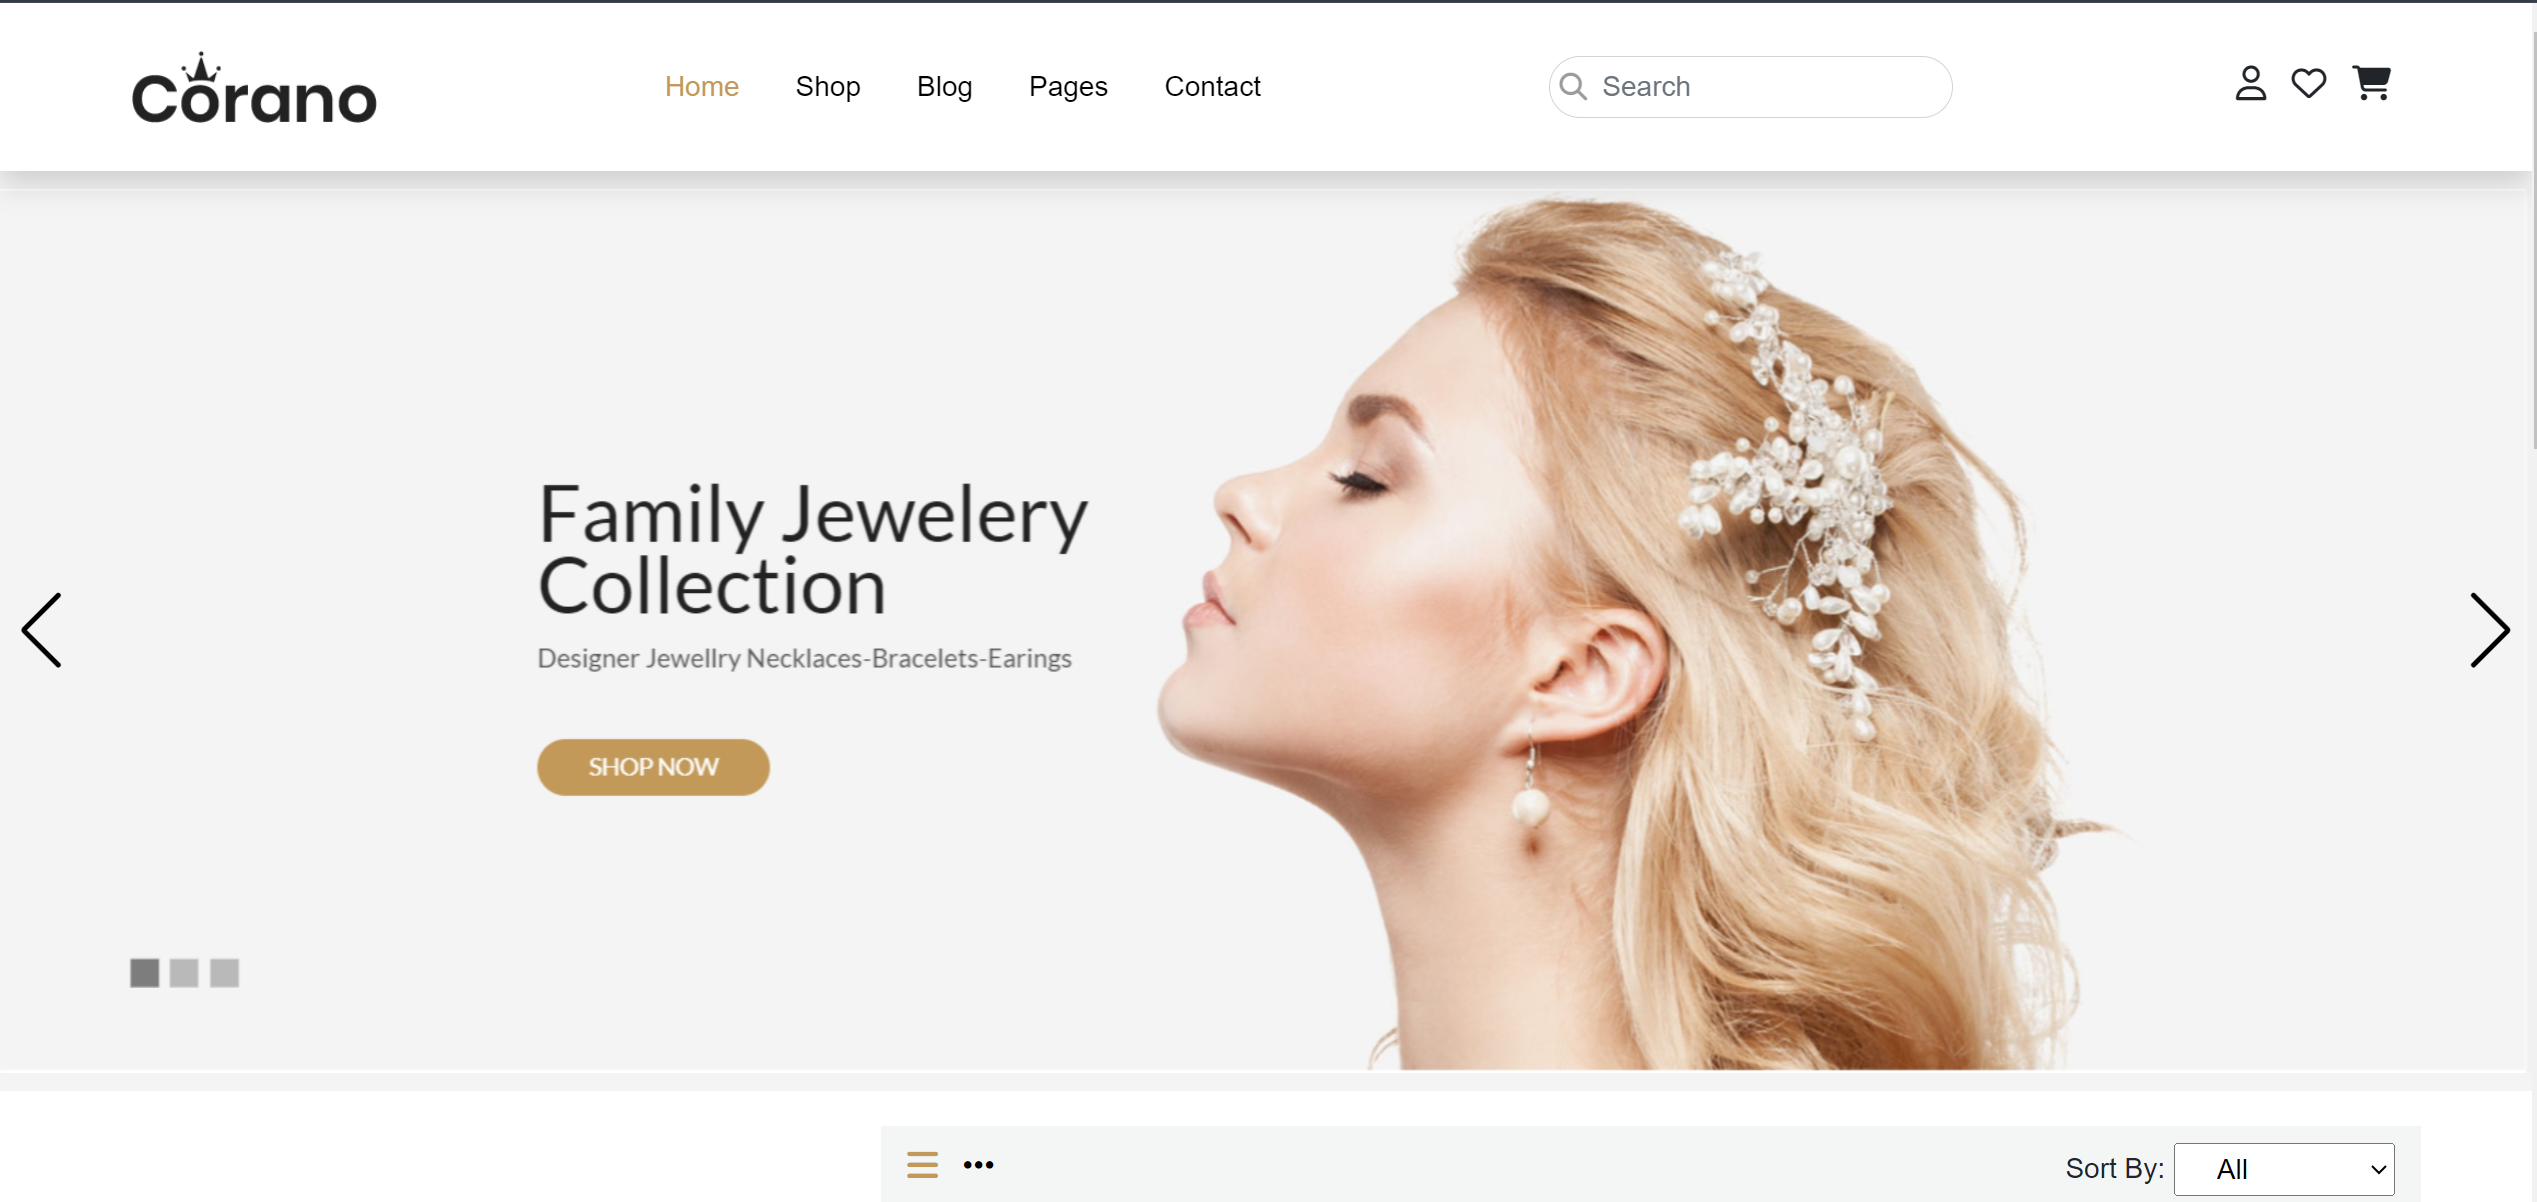 Corano
Home Shop Blog Pages Contact
Search
Family Jewelery
Collection
Designer Jewellry Necklaces-Bracelets-Earings
SHOP NOW
Sort By: All